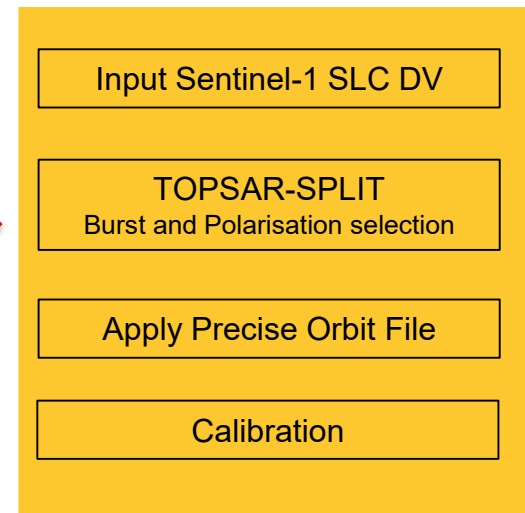 Input Sentinel-1 SLC DV
TOPSAR-SPLIT
Burst and Polarisation selection
Apply Precise Orbit File
Calibration